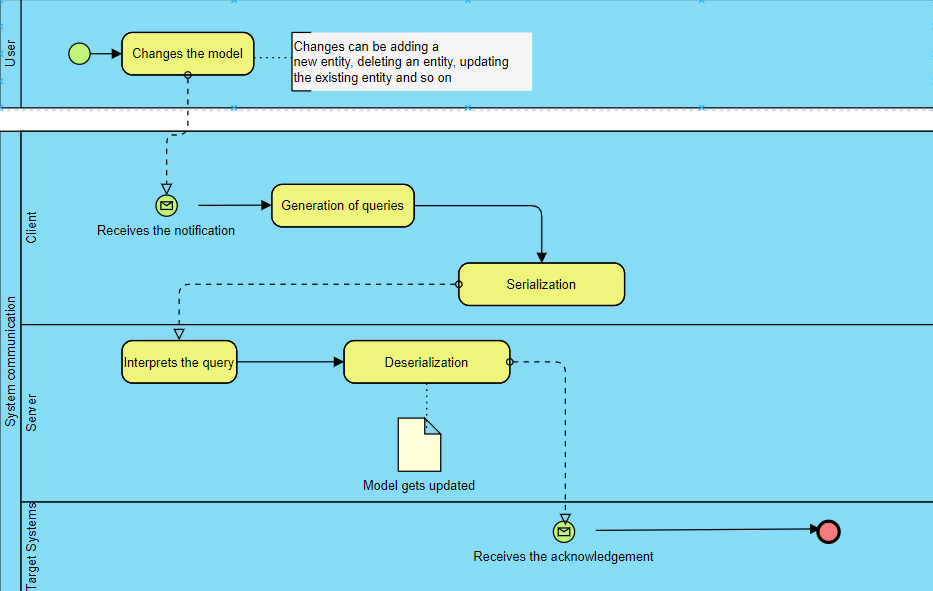 User
Changes the model
Changes can be adding a
new entity, deleting an entity, updating
the existing entity and so on
System communication
Client
Receives the notification
Generation of queries
Serialization
Server
Interprets the query
Deserialization
Model gets updated
Target Systems
Receives the acknowledgement